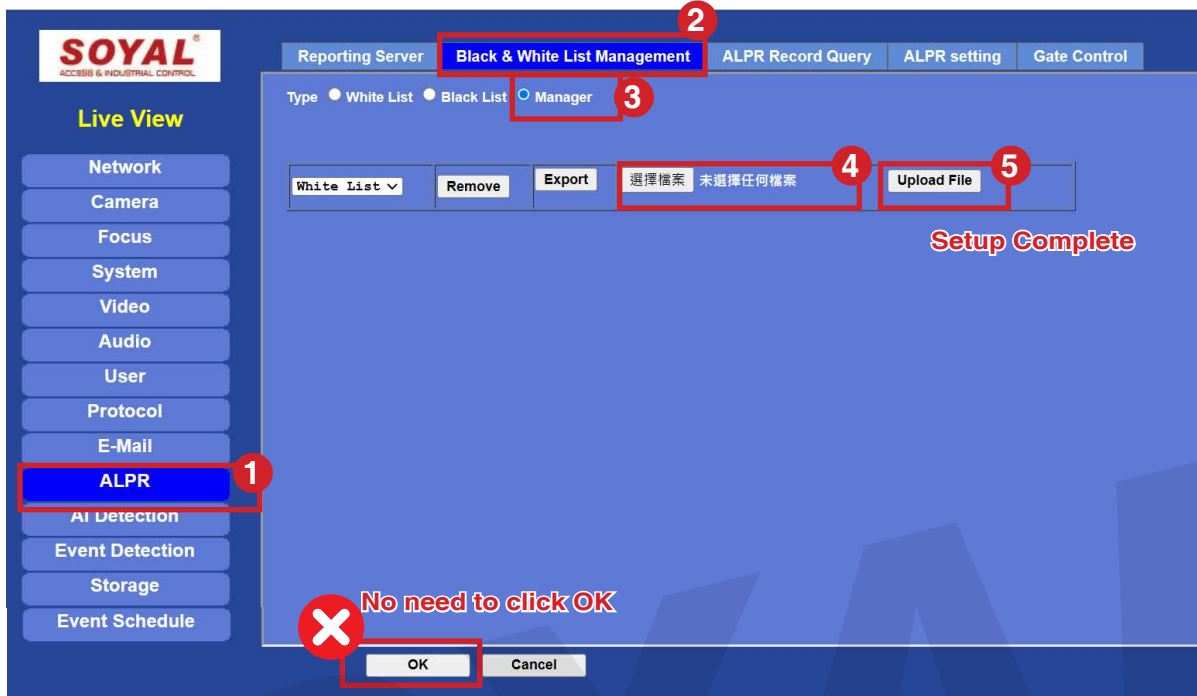 2
SOYAL®
ACCESS & INDUSTRIAL CONTROL
Reporting Server
Black & White List Management
ALPR Record Query
ALPR setting
Gate Control
Type White List Black List Manager
3
Live View
Network
Camera
Focus
System
Video
Audio
User
Protocol
E-Mail
1
ALPR
AI Detection
Event Detection
Storage
Event Schedule
4
5
White List
Remove
Export
選擇檔案 未選擇任何檔案
Upload File
Setup Complete
No need to click OK
OK
Cancel